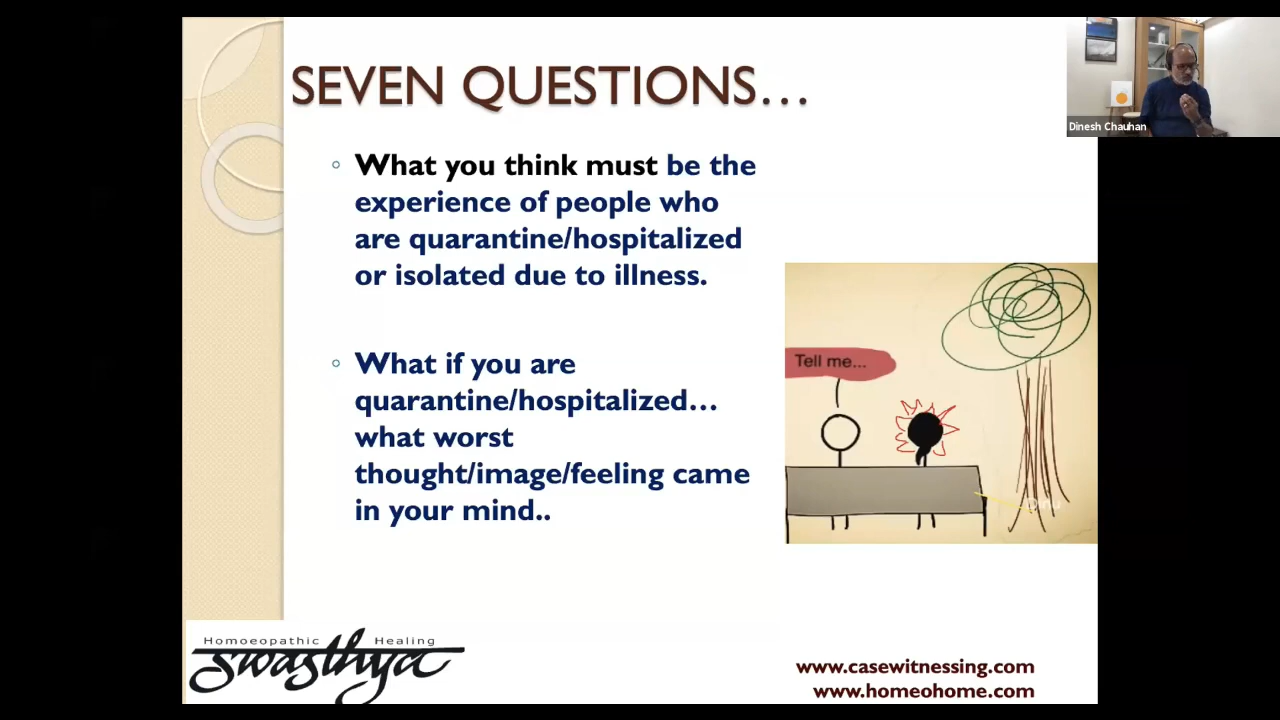 SEVEN QUESTIONS...
Dinesh Chauhan
What you think must be the
experience of people who
are quarantine/hospitalized
or isolated due to illness.
What if you are
quarantine/hospitalized...
what worst
thought/image/feeling came
in your mind..
Tell me...
Homoeopathic Healing
swasthya
www.casewitnessing.com
www.homeohome.com